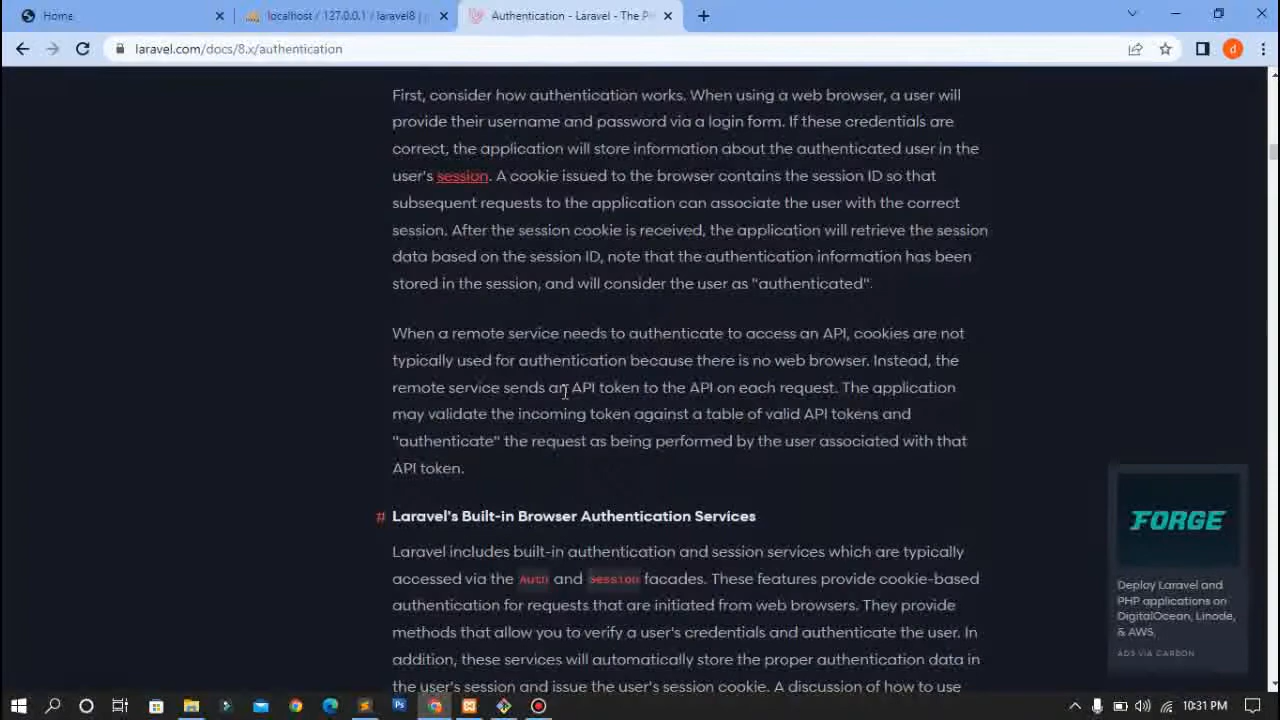 Home
localhost / 127.0.0.1 / laravel8 |
Authentication - Laravel - The P
laravel.com/docs/8.x/authentication
d
First, consider how authentication works. When using a web browser, a user will
provide their username and password via a login form. If these credentials are
correct, the application will store information about the authenticated user in the
user's session. A cookie issued to the browser contains the session ID so that
subsequent requests to the application can associate the user with the correct
session. After the session cookie is received, the application will retrieve the session
data based on the session ID, note that the authentication information has been
stored in the session, and will consider the user as "authenticated".
When a remote service needs to authenticate to access an API, cookies are not
typically used for authentication because there is no web browser. Instead, the
remote service sends an API token to the API on each request. The application
may validate the incoming token against a table of valid API tokens and
"authenticate" the request as being performed by the user associated with that
API token.
# Laravel's Built-in Browser Authentication Services
Laravel includes built-in authentication and session services which are typically
accessed via the Auth and Session facades. These features provide cookie-based
authentication for requests that are initiated from web browsers. They provide
methods that allow you to verify a user's credentials and authenticate the user. In
addition, these services will automatically store the proper authentication data in
the user's session and issue the user's session cookie. A discussion of how to use
FORGE
Deploy Laravel and
PHP applications on
DigitalOcean, Linode,
& AWS.
ADS VIA CARBON
10:31 PM